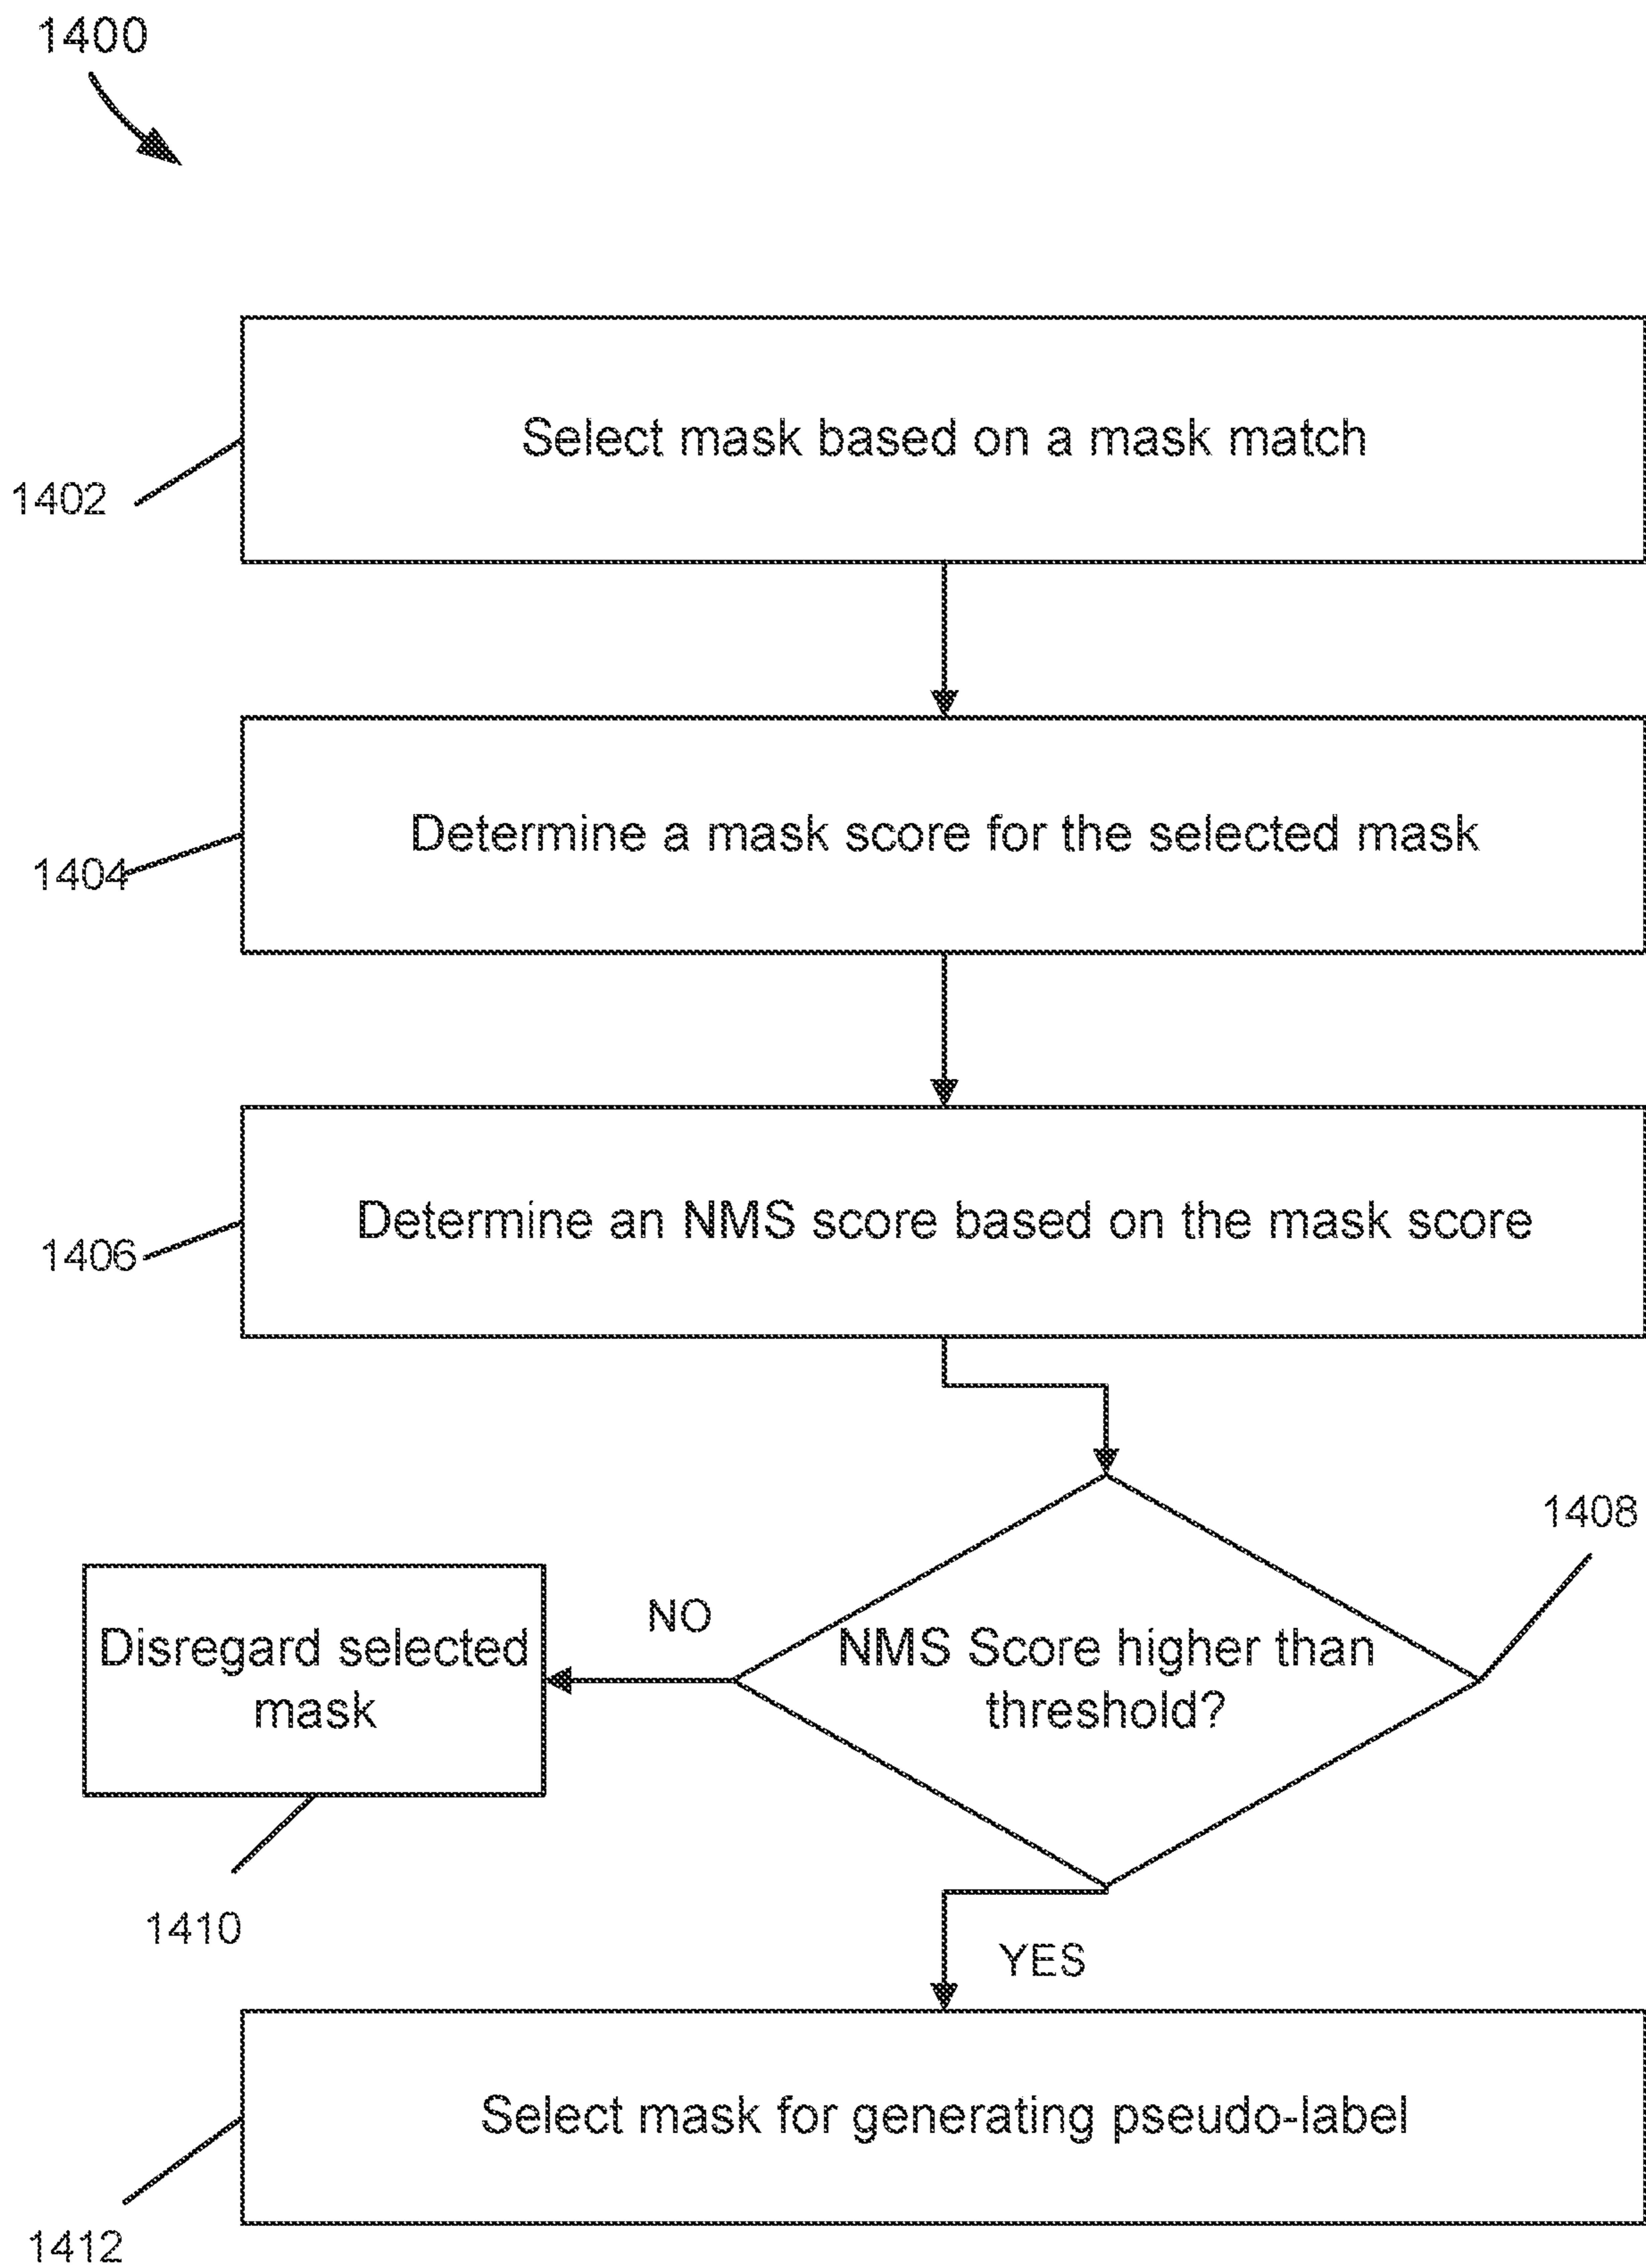 1400
Select mask based on a mask match
1402
Determine a mask score for the selected mask
1404
Determine an NMS score based on the mask score
1406
1408
NO
NMS Score higher than
threshold?
Disregard selected
mask
1410
YES
Select mask for generating pseudo-label
1412